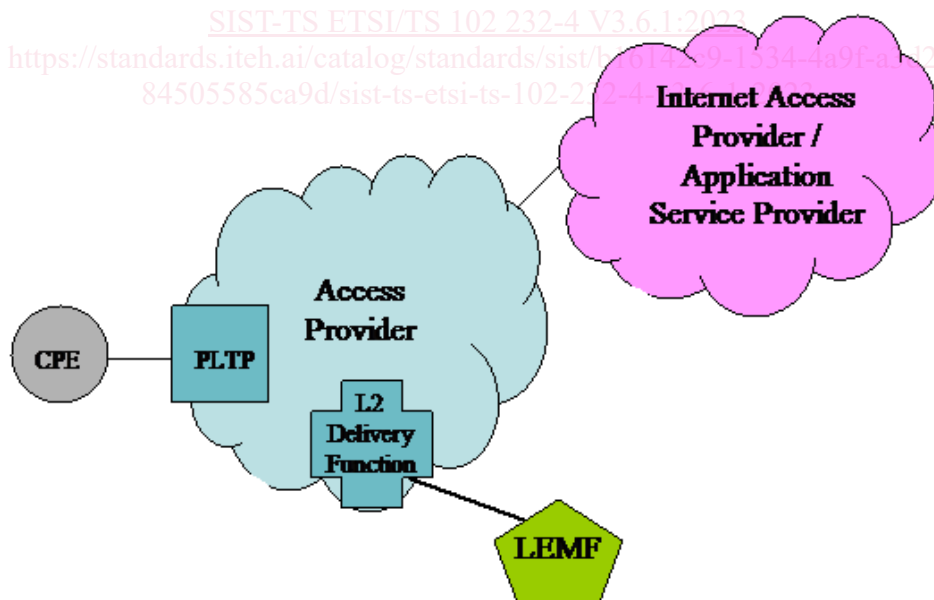 SIST-TS ETSI/TS 102 232-4 V3.6.1:2023
https://standards.iteh.ai/catalog/standards/sist/
84505585ca9d/sist-ts-etsi-ts-102-232-4-
Internet Access
Provider /
Application
Service Provider
Access
Provider
CPE
PLTP
L2
Delivery
Function
LEMF